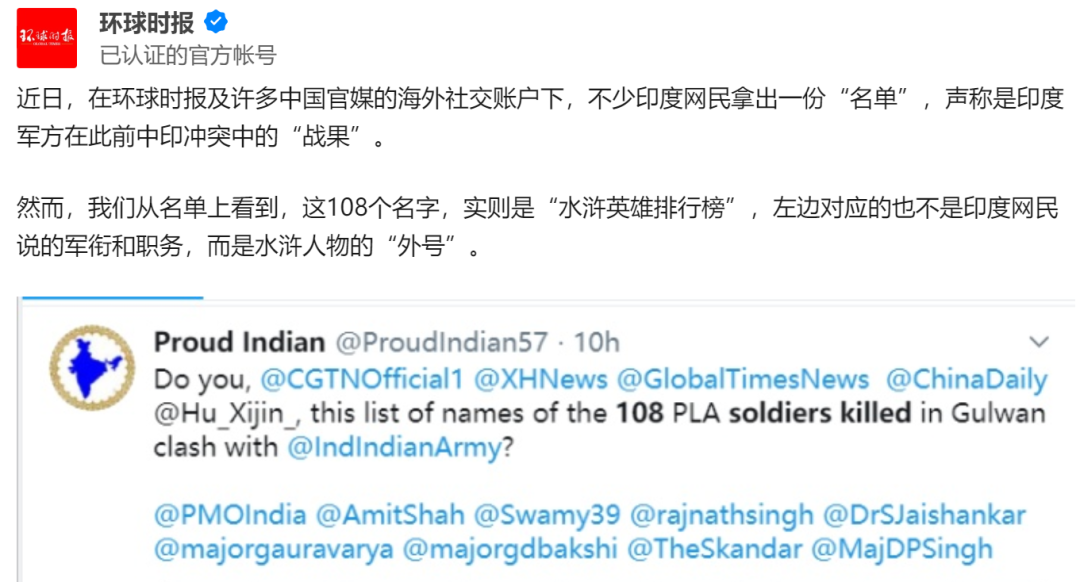 环球时报
环球时报
GLOBAL TIMES
已认证的官方帐号
近日，在环球时报及许多中国官媒的海外社交账户下，不少印度网民拿出一份“名单”，声称是印度
军方在此前中印冲突中的“战果”。
然而，我们从名单上看到，这108个名字，实则是“水浒英雄排行榜”，左边对应的也不是印度网民
说的军衔和职务，而是水浒人物的“外号”。
Proud Indian @ProudIndian57 · 10h
Do you, @CGTNOfficial1 @XHNews @GlobalTimesNews @ChinaDaily
@Hu_Xijin_, this list of names of the 108 PLA soldiers killed in Gulwan
clash with @IndIndianArmy?
@PMOIndia @AmitShah @Swamy39 @rajnathsingh @DrSJaishankar
@majorgauravarya @majorgdbakshi @TheSkandar @MajDPSingh